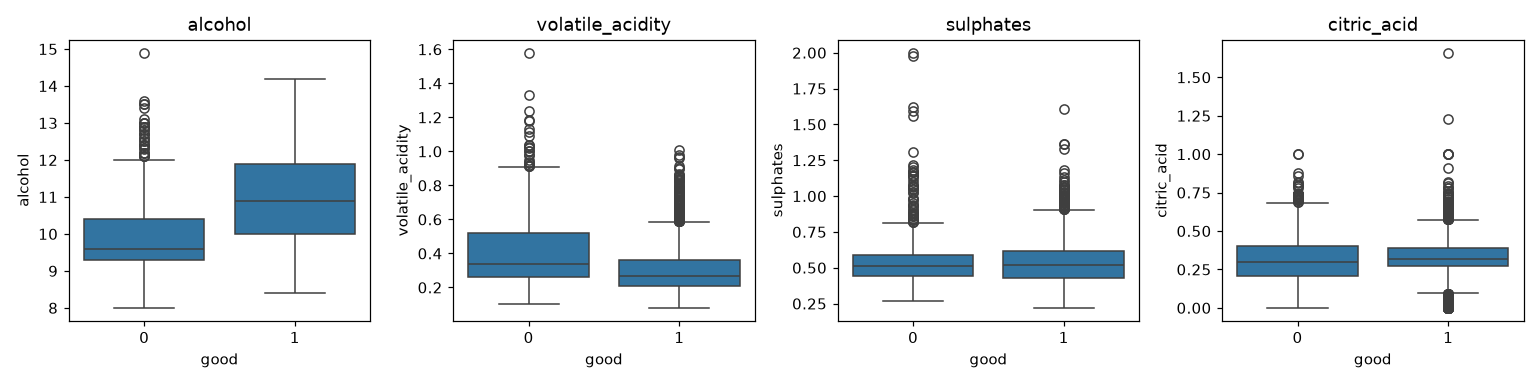 alcohol
alcohol
15
14
13
12
11
10
9
8
0 1
good
volatile_acidity
volatile_acidity
1.6
1.4
1.2
1.0
0.8
0.6
0.4
0.2
0 1
good
sulphates
sulphates
2.00
1.75
1.50
1.25
1.00
0.75
0.50
0.25
0 1
good
citric_acid
citric_acid
1.50
1.25
1.00
0.75
0.50
0.25
0.00
0 1
good